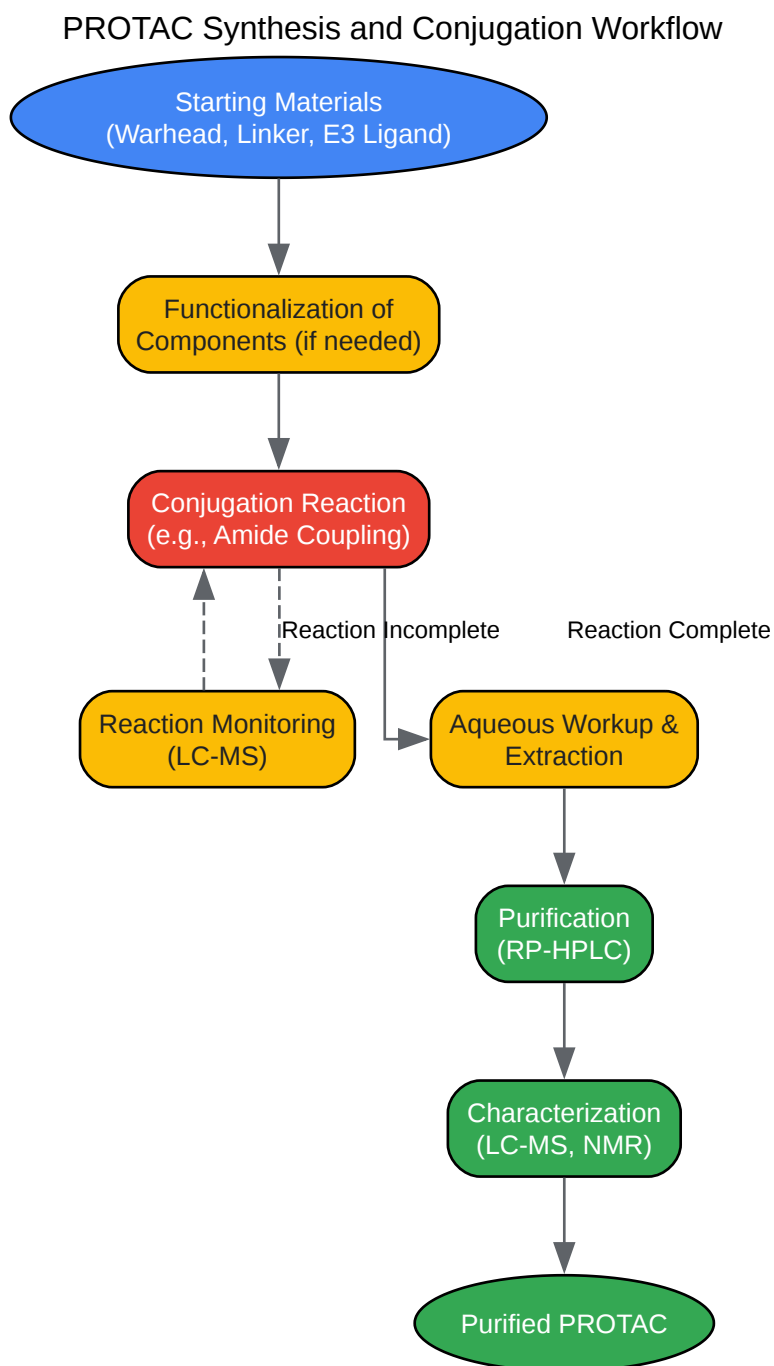 PROTAC Synthesis and Conjugation Workflow
Starting Materials
(Warhead, Linker, E3 Ligand)
Functionalization of
Components (if needed)
Conjugation Reaction
(e.g., Amide Coupling)
Reaction Incomplete
Reaction Complete
Reaction Monitoring
(LC-MS)
Aqueous Workup &
Extraction
Purification
(RP-HPLC)
Characterization
(LC-MS, NMR)
Purified PROTAC